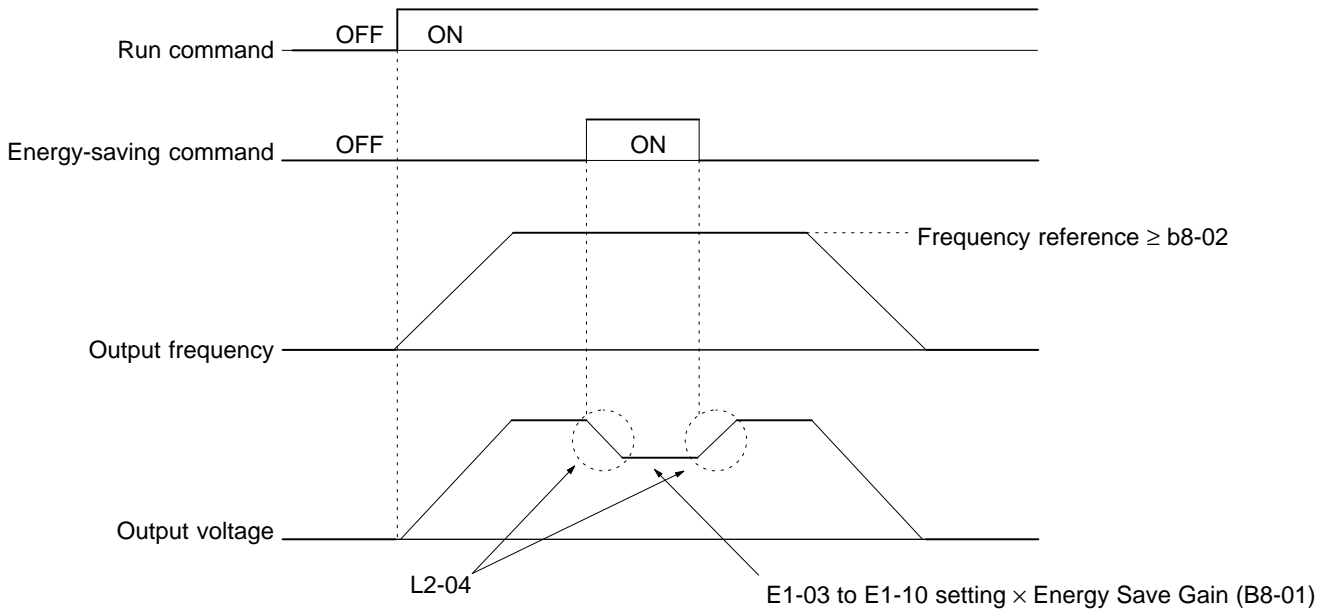 Run command OFF ON
Energy-saving command OFF ON
Frequency reference ≥ b8-02
Output frequency
Output voltage
L2-04
E1-03 to E1-10 setting × Energy Save Gain (B8-01)